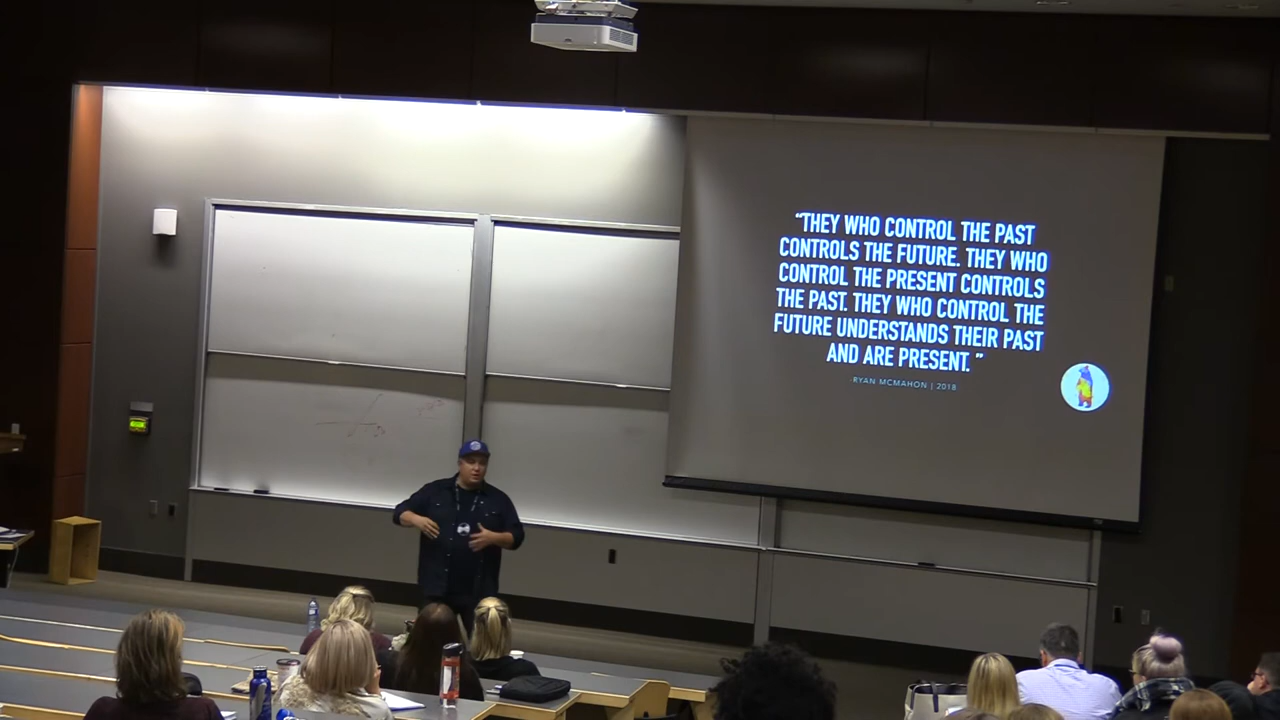 “THEY WHO CONTROL THE PAST
CONTROLS THE FUTURE. THEY WHO
CONTROL THE PRESENT CONTROLS
THE PAST. THEY WHO CONTROL THE
FUTURE UNDERSTANDS THEIR PAST
AND ARE PRESENT. ”
RYAN MCMAHON | 2018